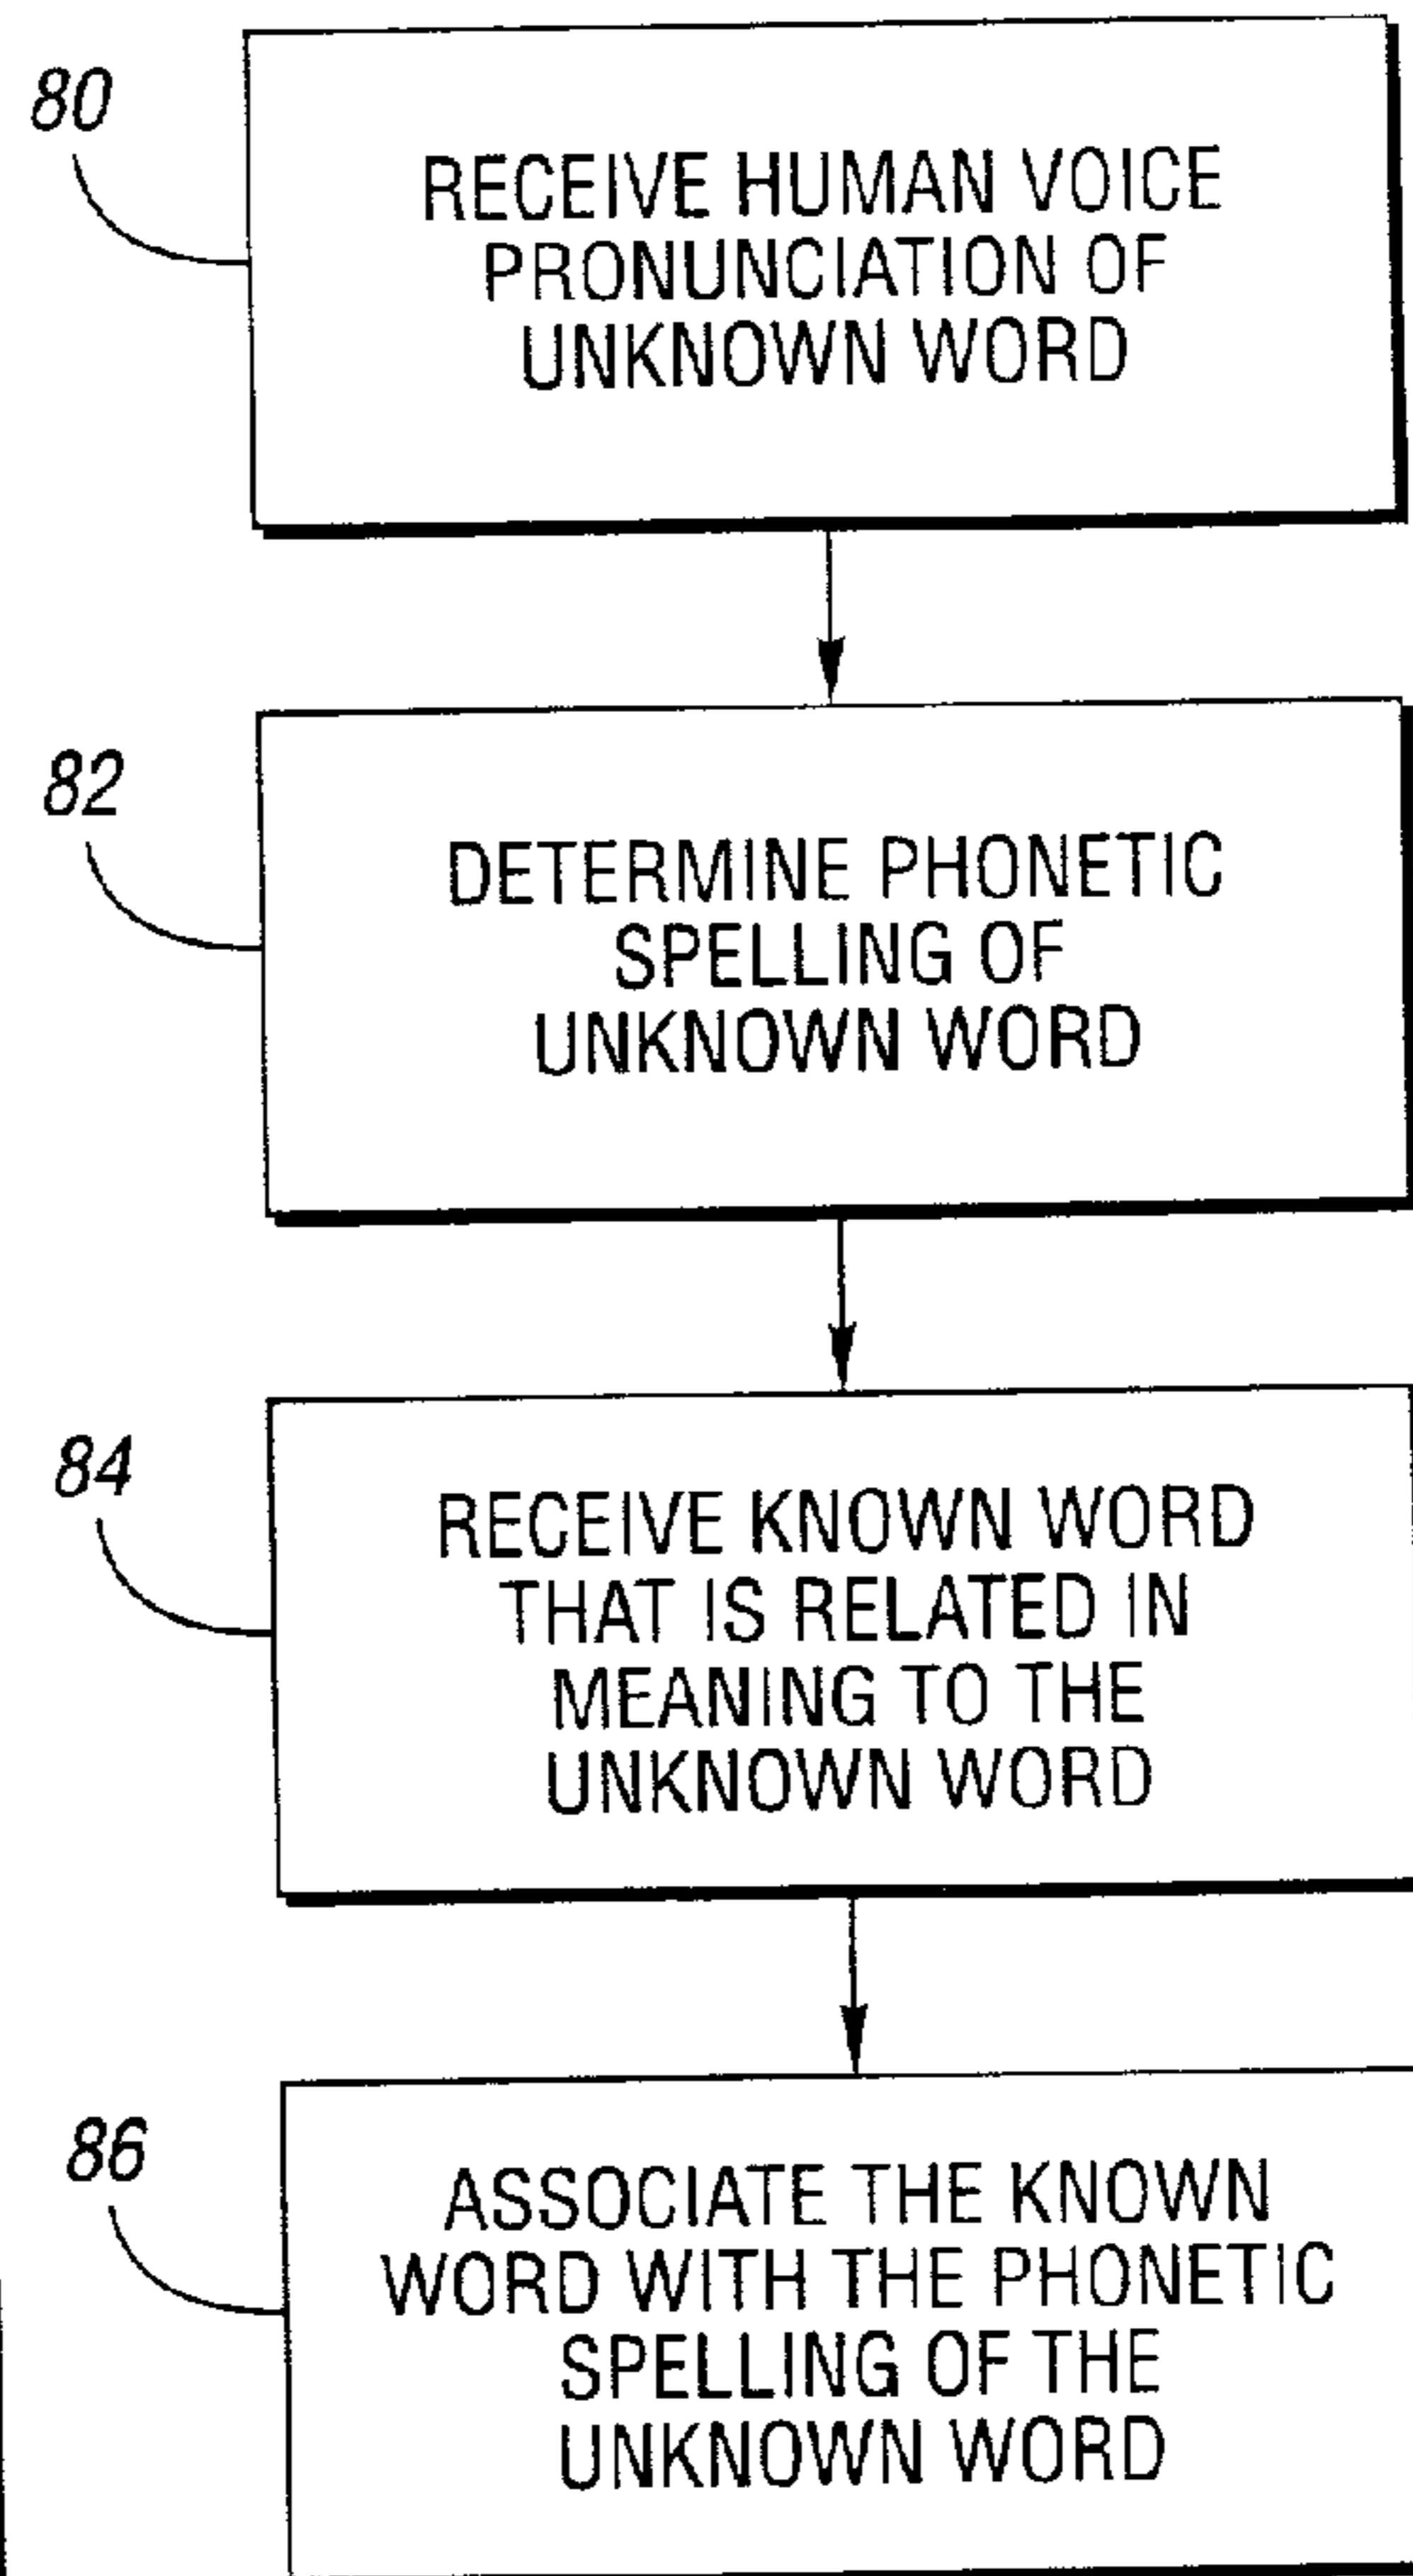 80
RECEIVE HUMAN VOICE
PRONUNCIATION OF
UNKNOWN WORD
82
DETERMINE PHONETIC
SPELLING OF
UNKNOWN WORD
84
RECEIVE KNOWN WORD
THAT IS RELATED IN
MEANING TO THE
UNKNOWN WORD
86
ASSOCIATE THE KNOWN
WORD WITH THE PHONETIC
SPELLING OF THE
UNKNOWN WORD